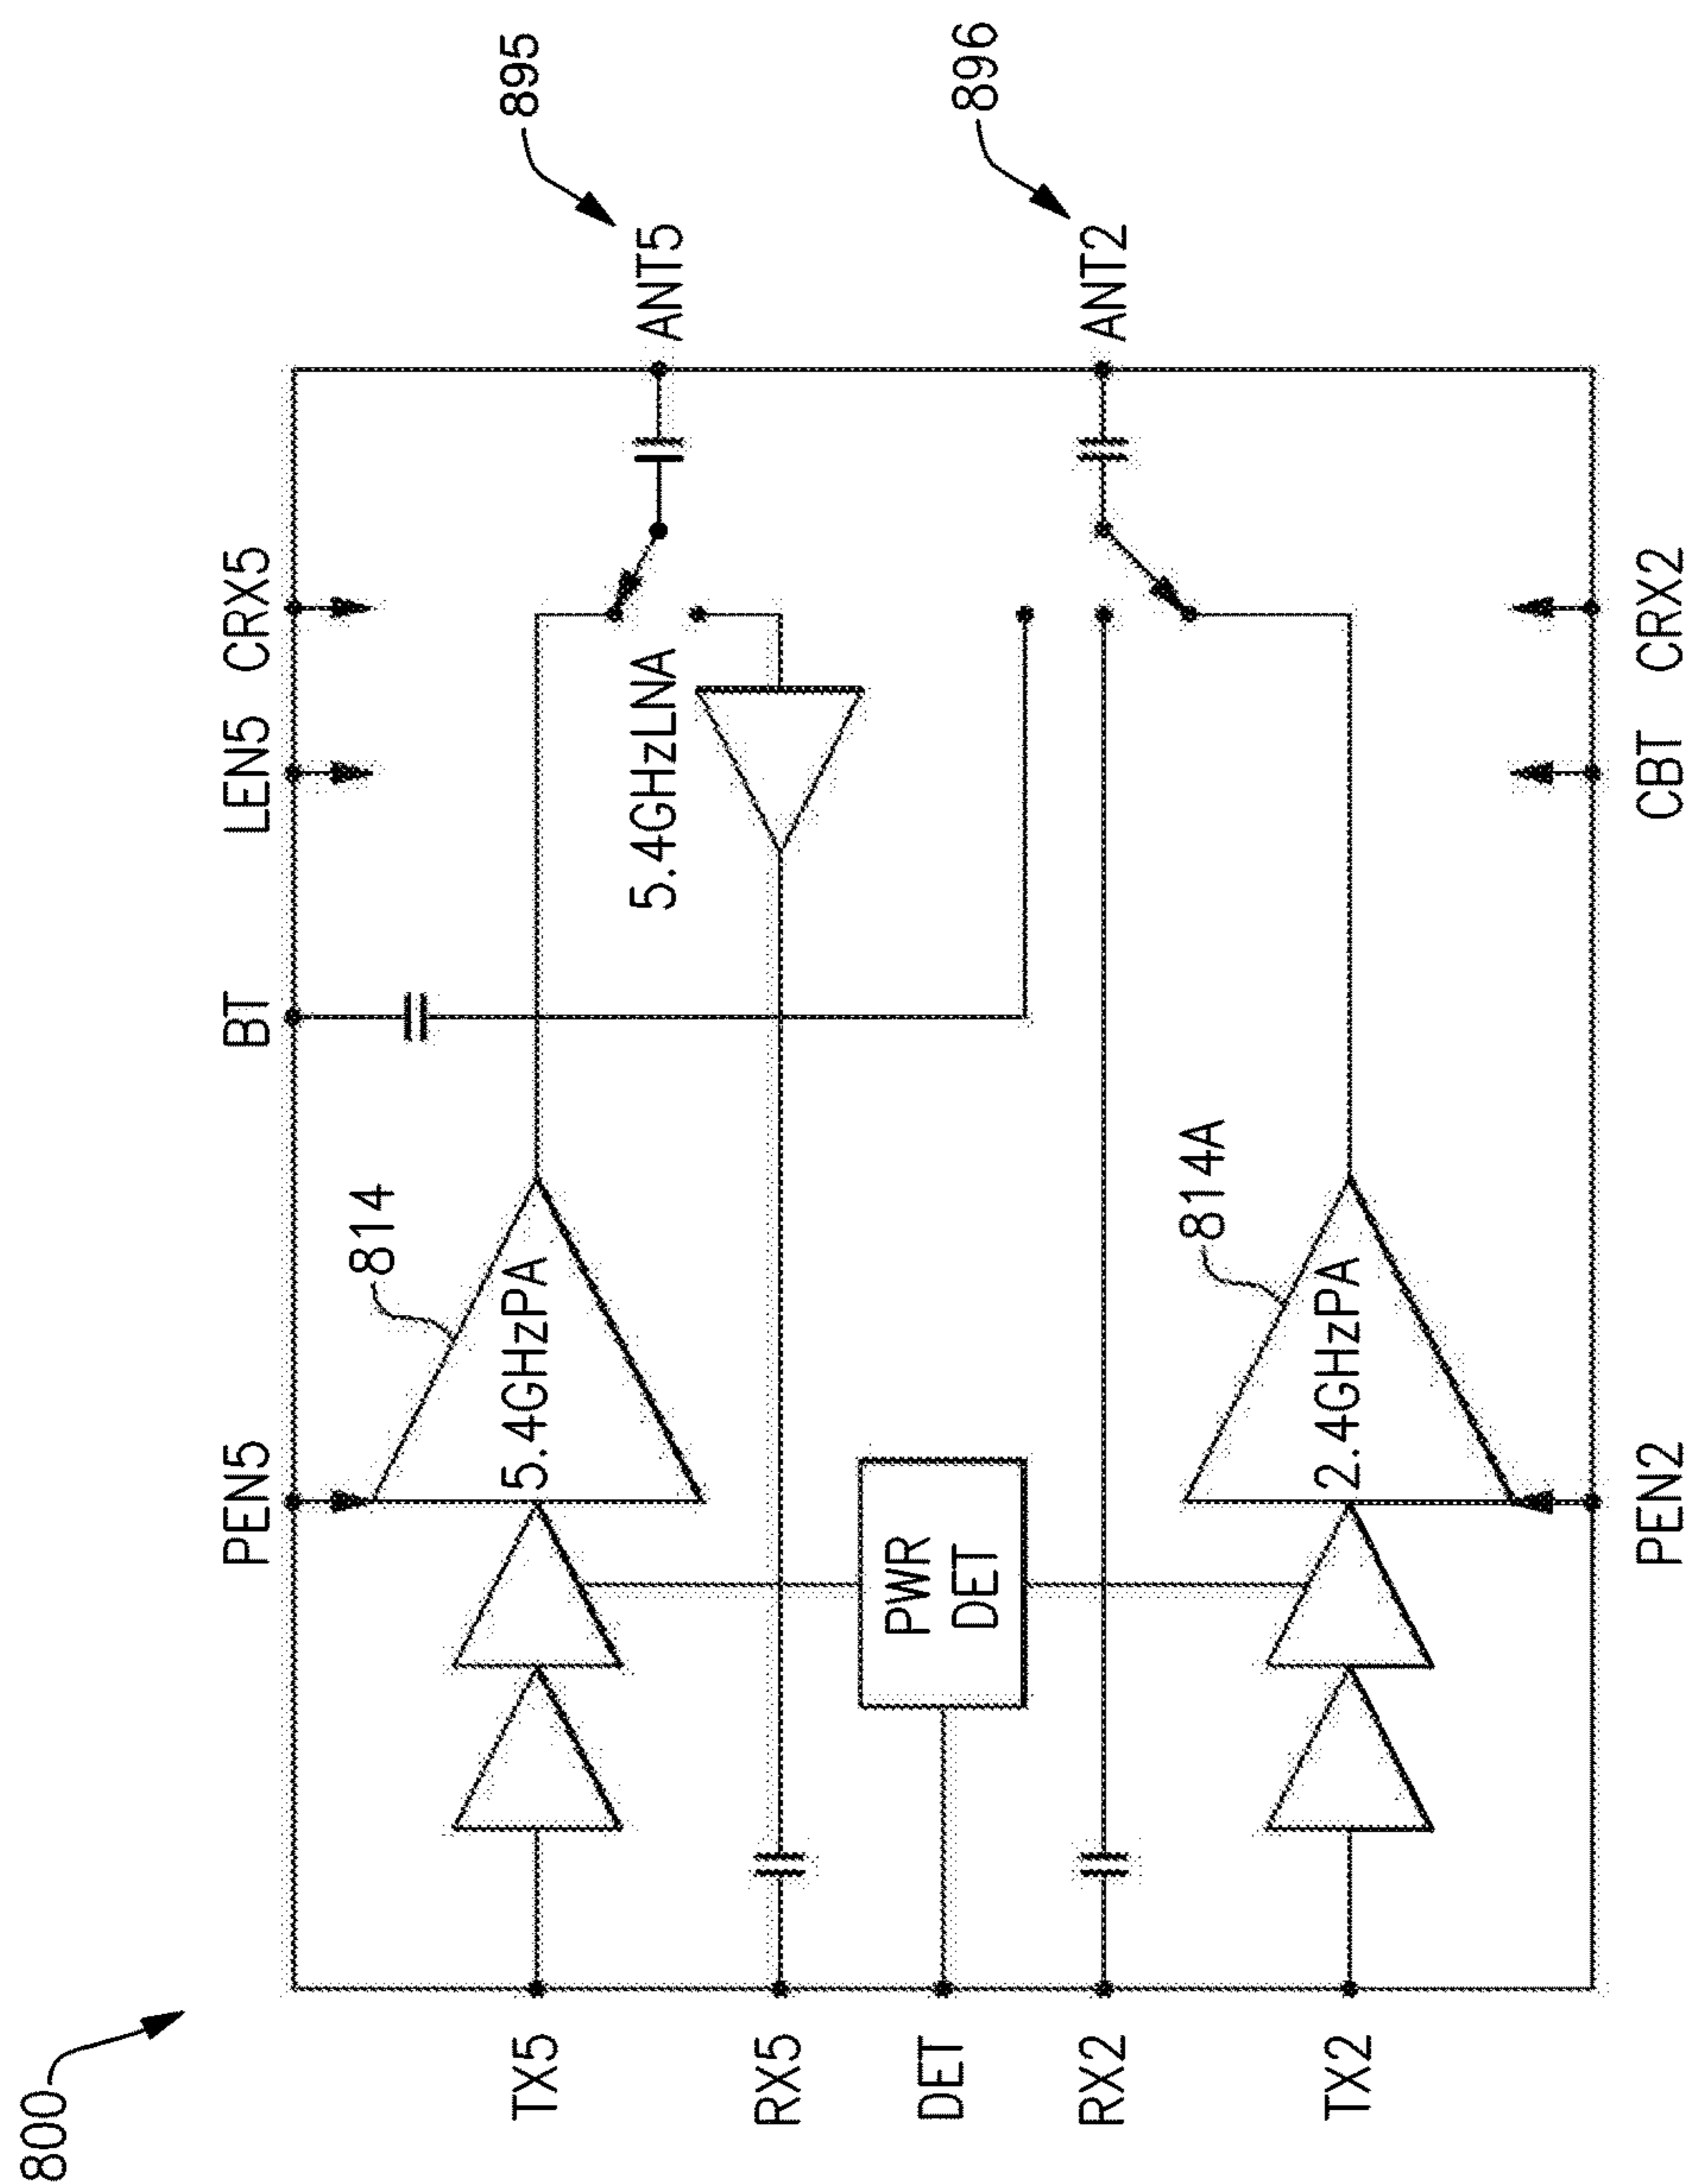 800
PEN5
BT
LEN5
CRX5
814
895
TX5
5.4GHzPA
5.4GHzLNA
ANT5
RX5
DET
PWR
DET
RX2
896
ANT2
814A
TX2
2.4GHzPA
PEN2
CBT
CRX2